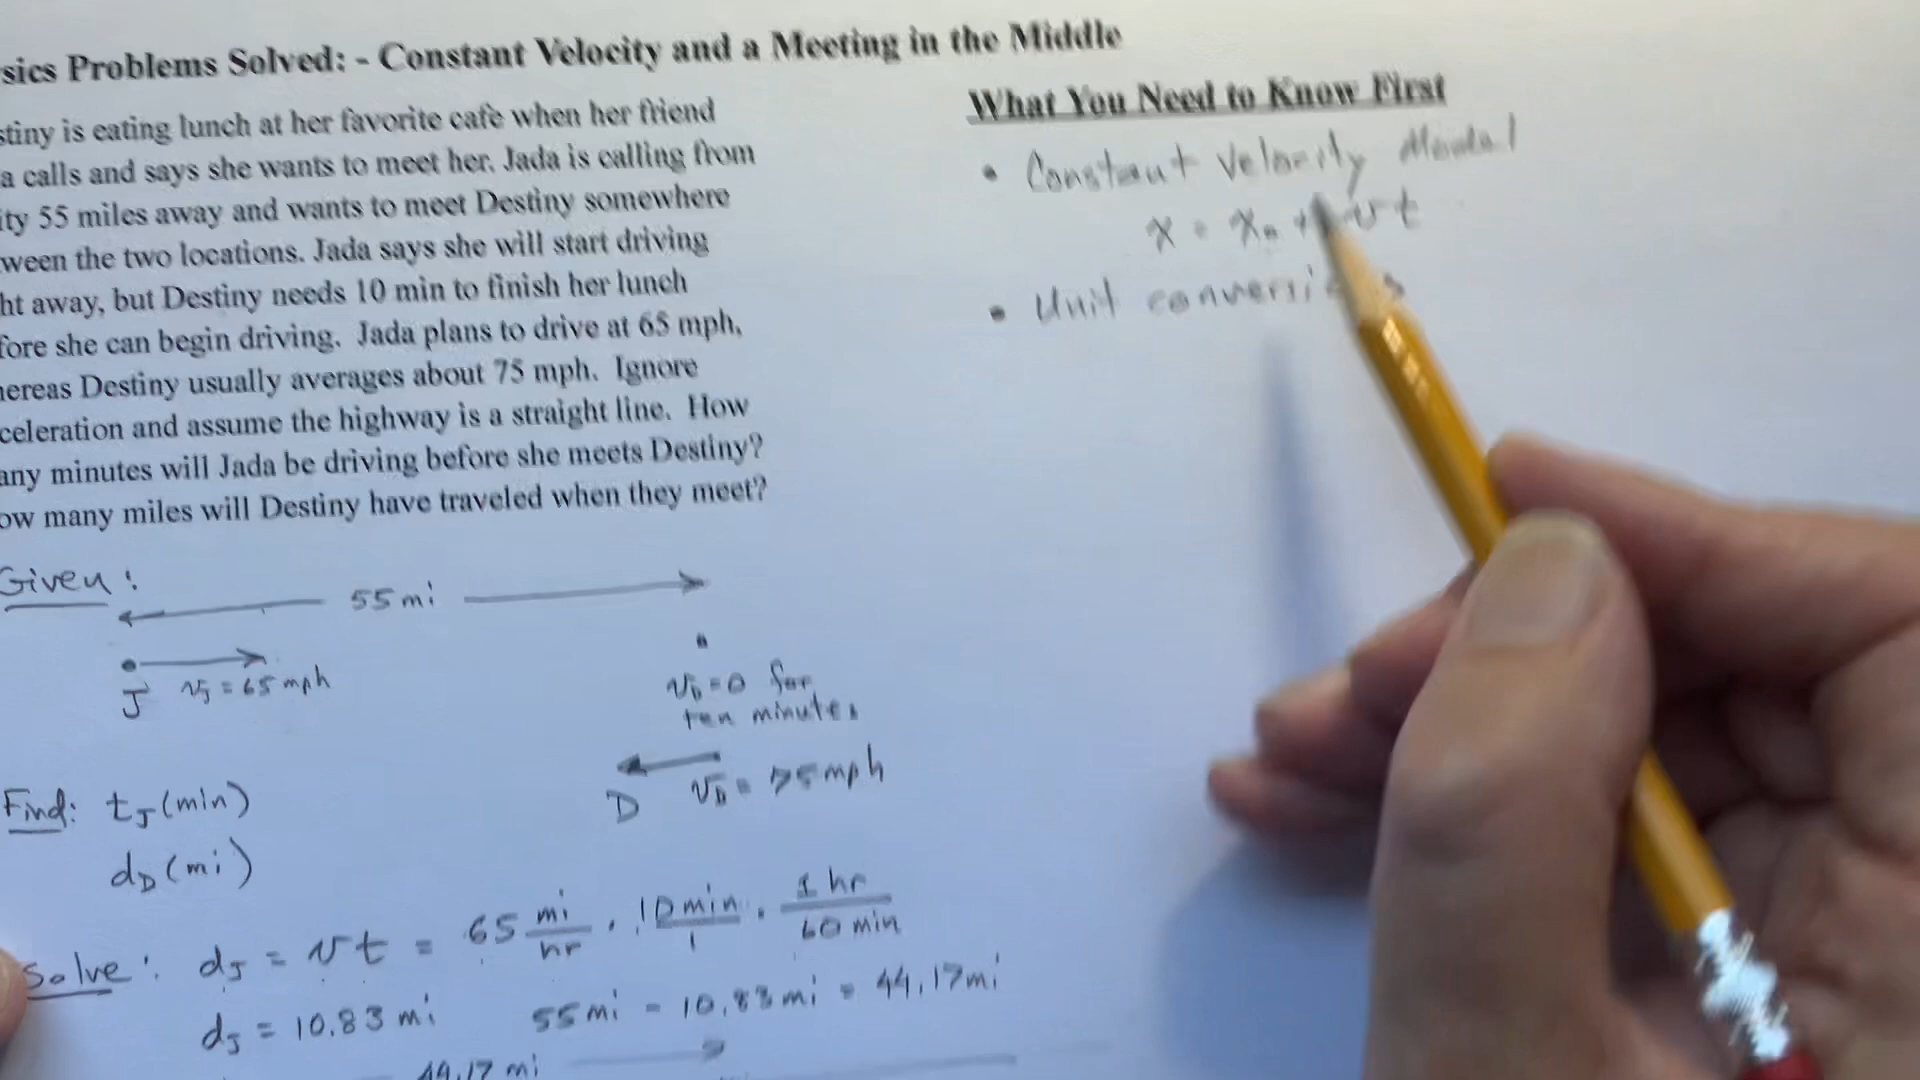 sics Problems Solved: - Constant Velocity and a Meeting in the Middle
stiny is eating lunch at her favorite cafe when her friend
a calls and says she wants to meet her. Jada is calling from
ity 55 miles away and wants to meet Destiny somewhere
ween the two locations. Jada says she will start driving
ht away, but Destiny needs 10 min to finish her lunch
fore she can begin driving. Jada plans to drive at 65 mph,
hereas Destiny usually averages about 75 mph. Ignore
celeration and assume the highway is a straight line. How
any minutes will Jada be driving before she meets Destiny?
ow many miles will Destiny have traveled when they meet?
What You Need to Know First
• Constant Velocity Model
x = x₀ + vt
• Unit conversions
Given:
55 mi
J v_J = 65 mph
v_D = 0 for
ten minutes
D v_D = 75 mph
Find: t_J (min)
d_D (mi)
Solve: d_J = vt = 65 mi/hr · 10 min/1 · 1 hr/60 min
d_J = 10.83 mi 55 mi - 10.83 mi = 44.17 mi
44.17 mi